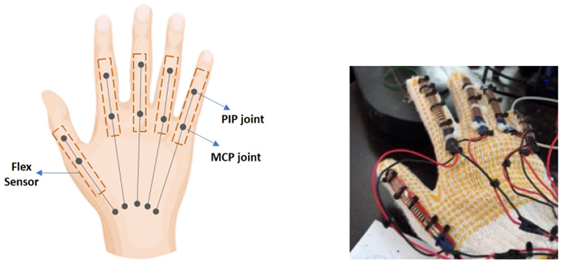 PIP joint
MCP joint
Flex
Sensor